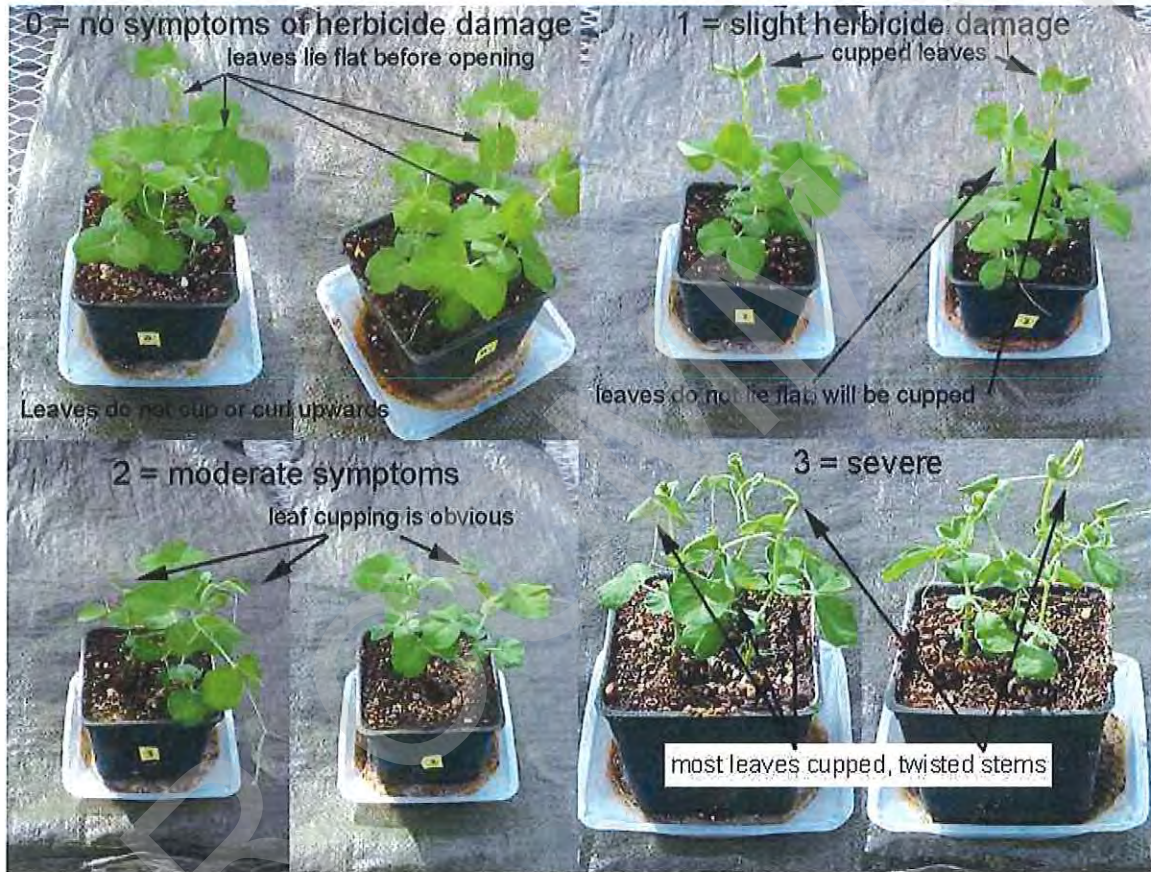 0 = no symptoms of herbicide damage
leaves lie flat before opening
Leaves do not cup or curl upwards
1 = slight herbicide damage
cupped leaves
leaves do not lie flat, will be cupped
2 = moderate symptoms
leaf cupping is obvious
3 = severe
most leaves cupped, twisted stems